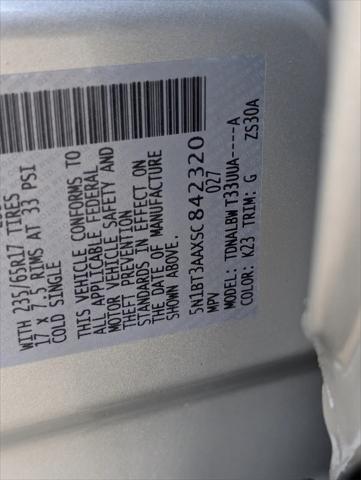 WITH 235/65R17 TIRES
17 X 7.5 RIMS AT 33 PSI
COLD SINGLE
THIS VEHICLE CONFORMS TO
ALL APPLICABLE FEDERAL
MOTOR VEHICLE SAFETY AND
THEFT PREVENTION
STANDARDS IN EFFECT ON
THE DATE OF MANUFACTURE
SHOWN ABOVE.
5N1BT3AAXSC842320
MPV 027
MODEL: TDNALBW T33UUA----A
COLOR: K23 TRIM: G ZS30A